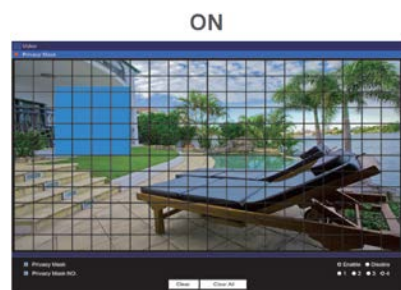 ON
Video
Privacy Mask
Privacy Mask
Enable Disable
Privacy Mask NO.
1 2 3 4
Clear Clear All